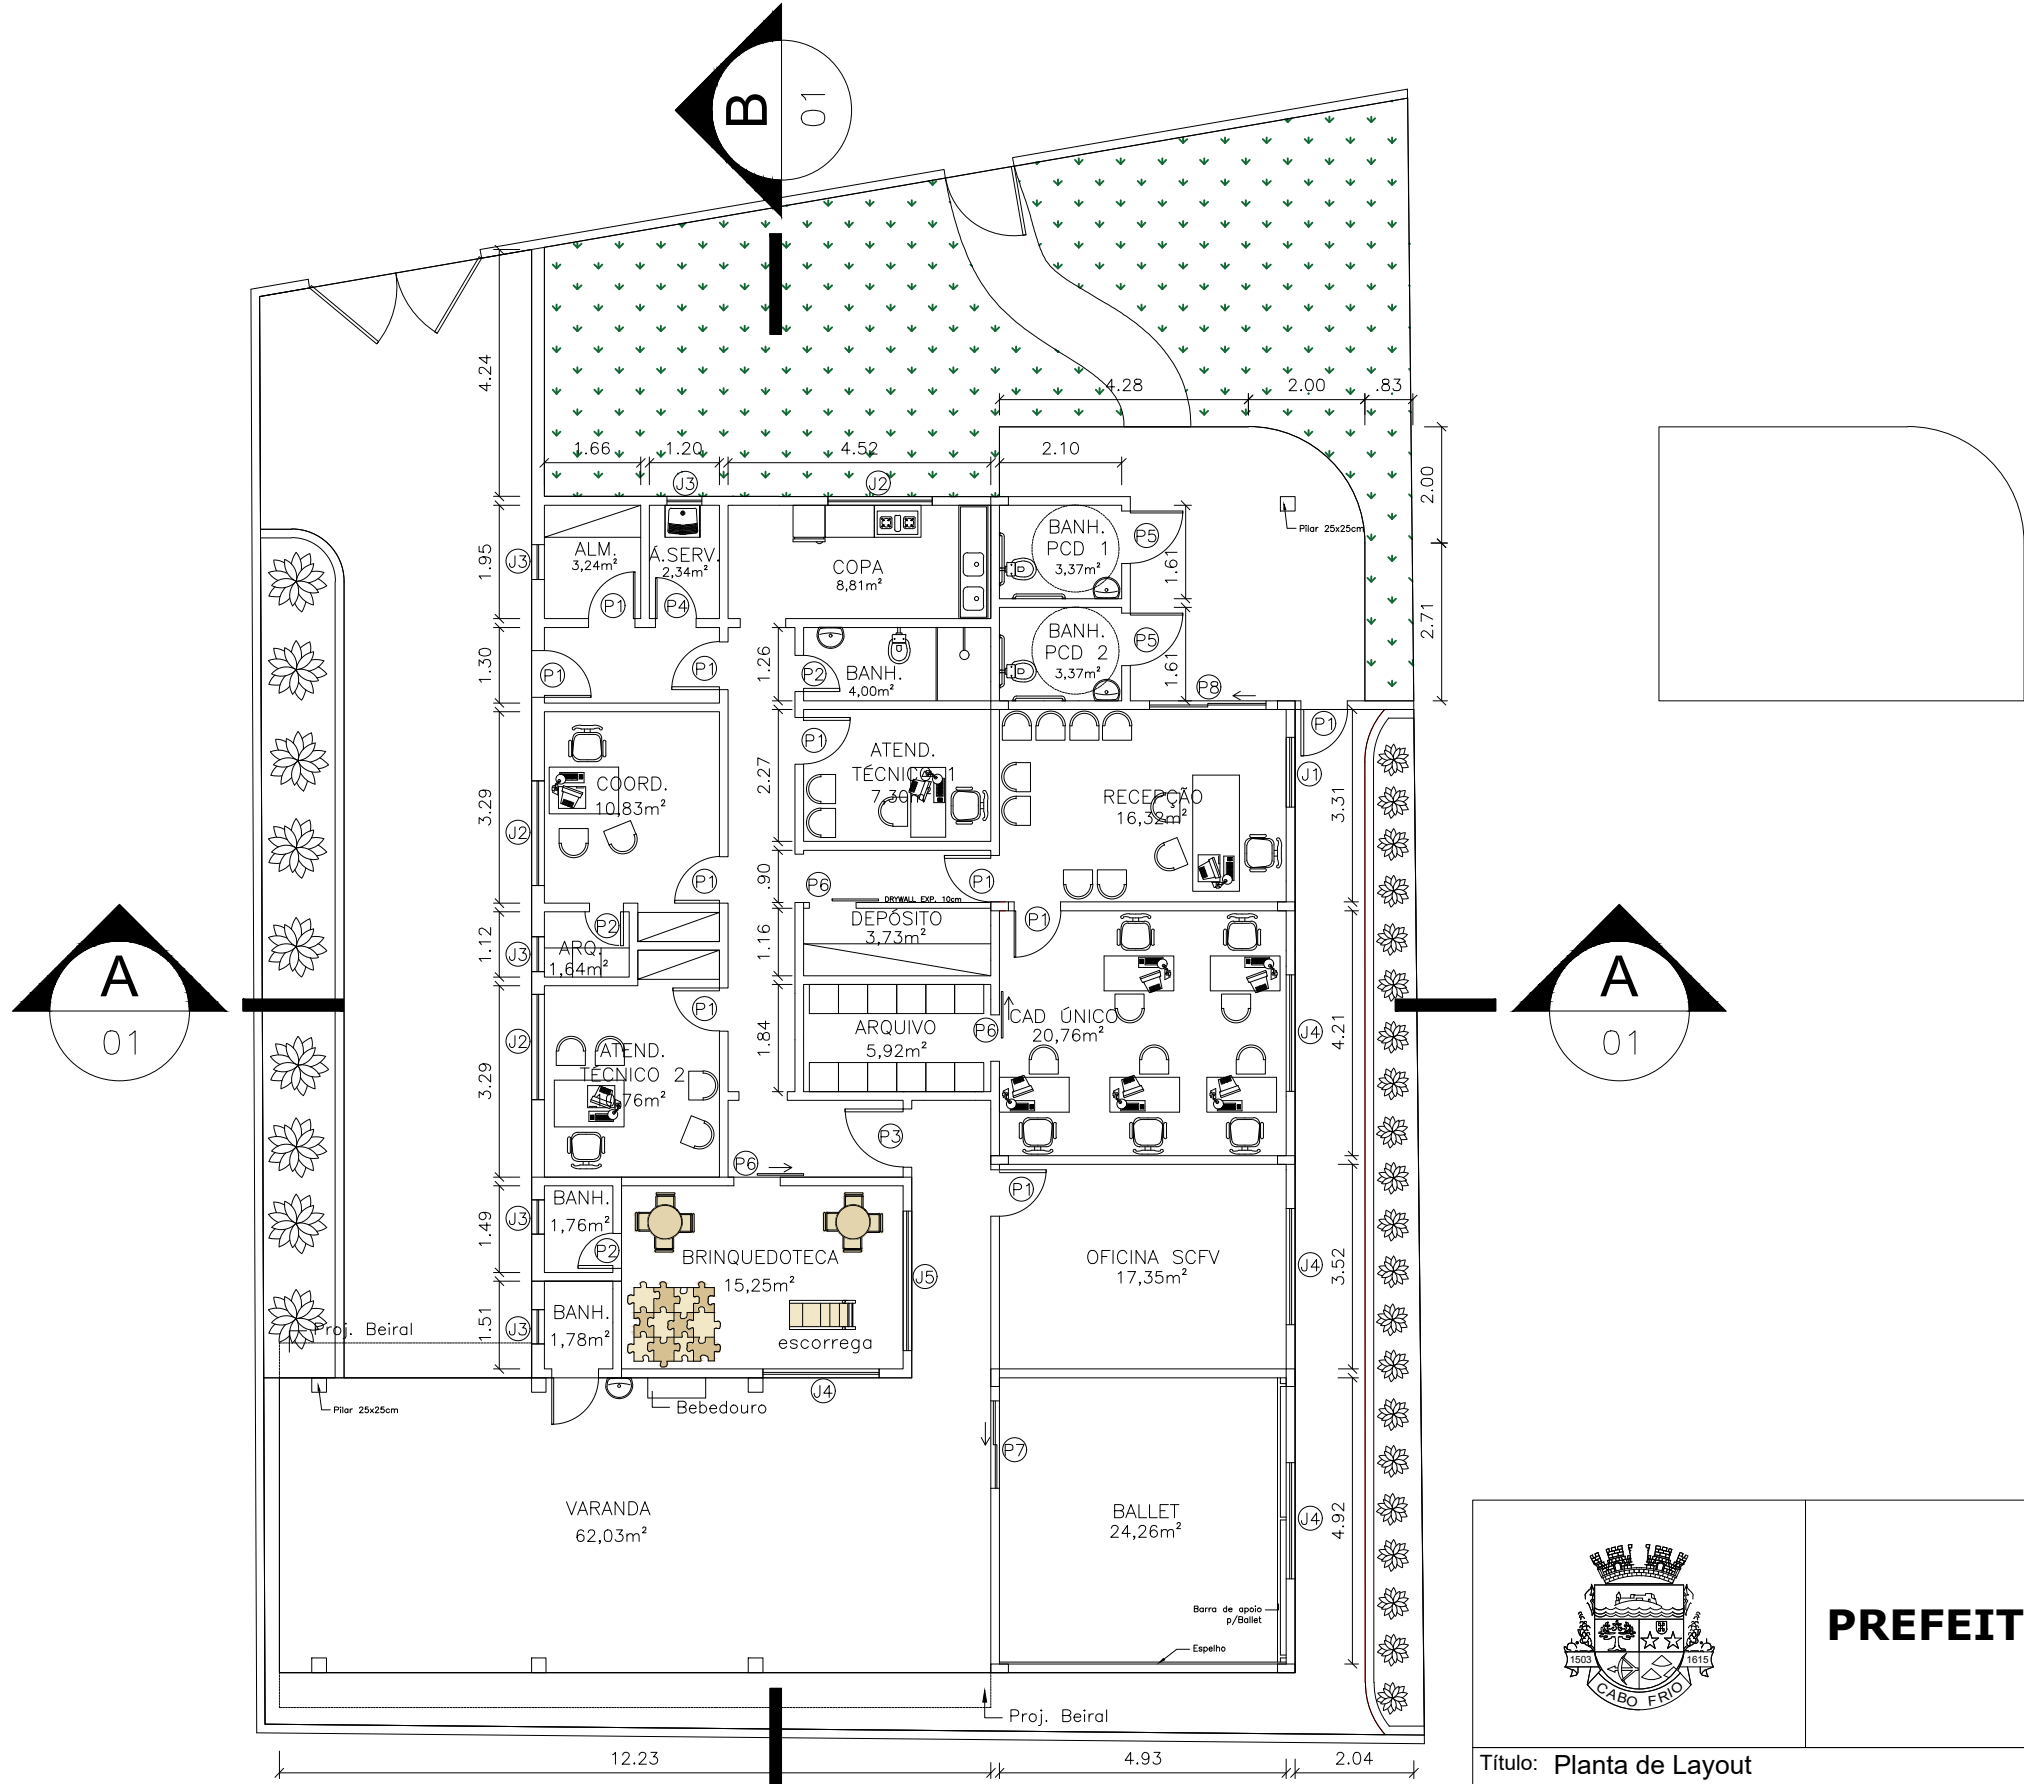 B
01
4.24
4.28
2.00
.83
1.66
1.20
4.52
2.10
J3
J2
2.00
2.71
1.95
J3
ALM.
3,24m²
P1
Á.SERV.
2,34m²
P4
COPA
8,81m²
BANH.
PCD 1
3,37m²
P5
1.61
Pilar 25x25cm
BANH.
PCD 2
3,37m²
P5
1.61
1.30
P1
P1
1.26
P2
BANH.
4,00m²
P8
P1
3.29
J2
COORD.
10,83m²
P1
2.27
P1
ATEND.
TÉCNICO 1
7,30m²
RECEPÇÃO
16,32m²
J1
3.31
.90
P6
P1
DRYWALL EXP. 10cm
1.12
J3
P2
ARQ.
1,64m²
1.16
DEPÓSITO
3,73m²
P1
A
01
A
01
3.29
J2
P1
ATEND.
TÉCNICO 2
76m²
1.84
ARQUIVO
5,92m²
P6
CAD ÚNICO
20,76m²
J4
4.21
P3
P6
P1
1.49
J3
BANH.
1,76m²
P2
BRINQUEDOTECA
15,25m²
J5
OFICINA SCFV
17,35m²
J4
3.52
1.51
J3
BANH.
1,78m²
escorrega
Proj. Beiral
Pilar 25x25cm
Bebedouro
J4
P7
VARANDA
62,03m²
BALLET
24,26m²
J4
4.92
Barra de apoio
p/Ballet
Espelho
Proj. Beiral
12.23
4.93
2.04
1503
1615
CABO FRIO
PREFEIT
Título: Planta de Layout